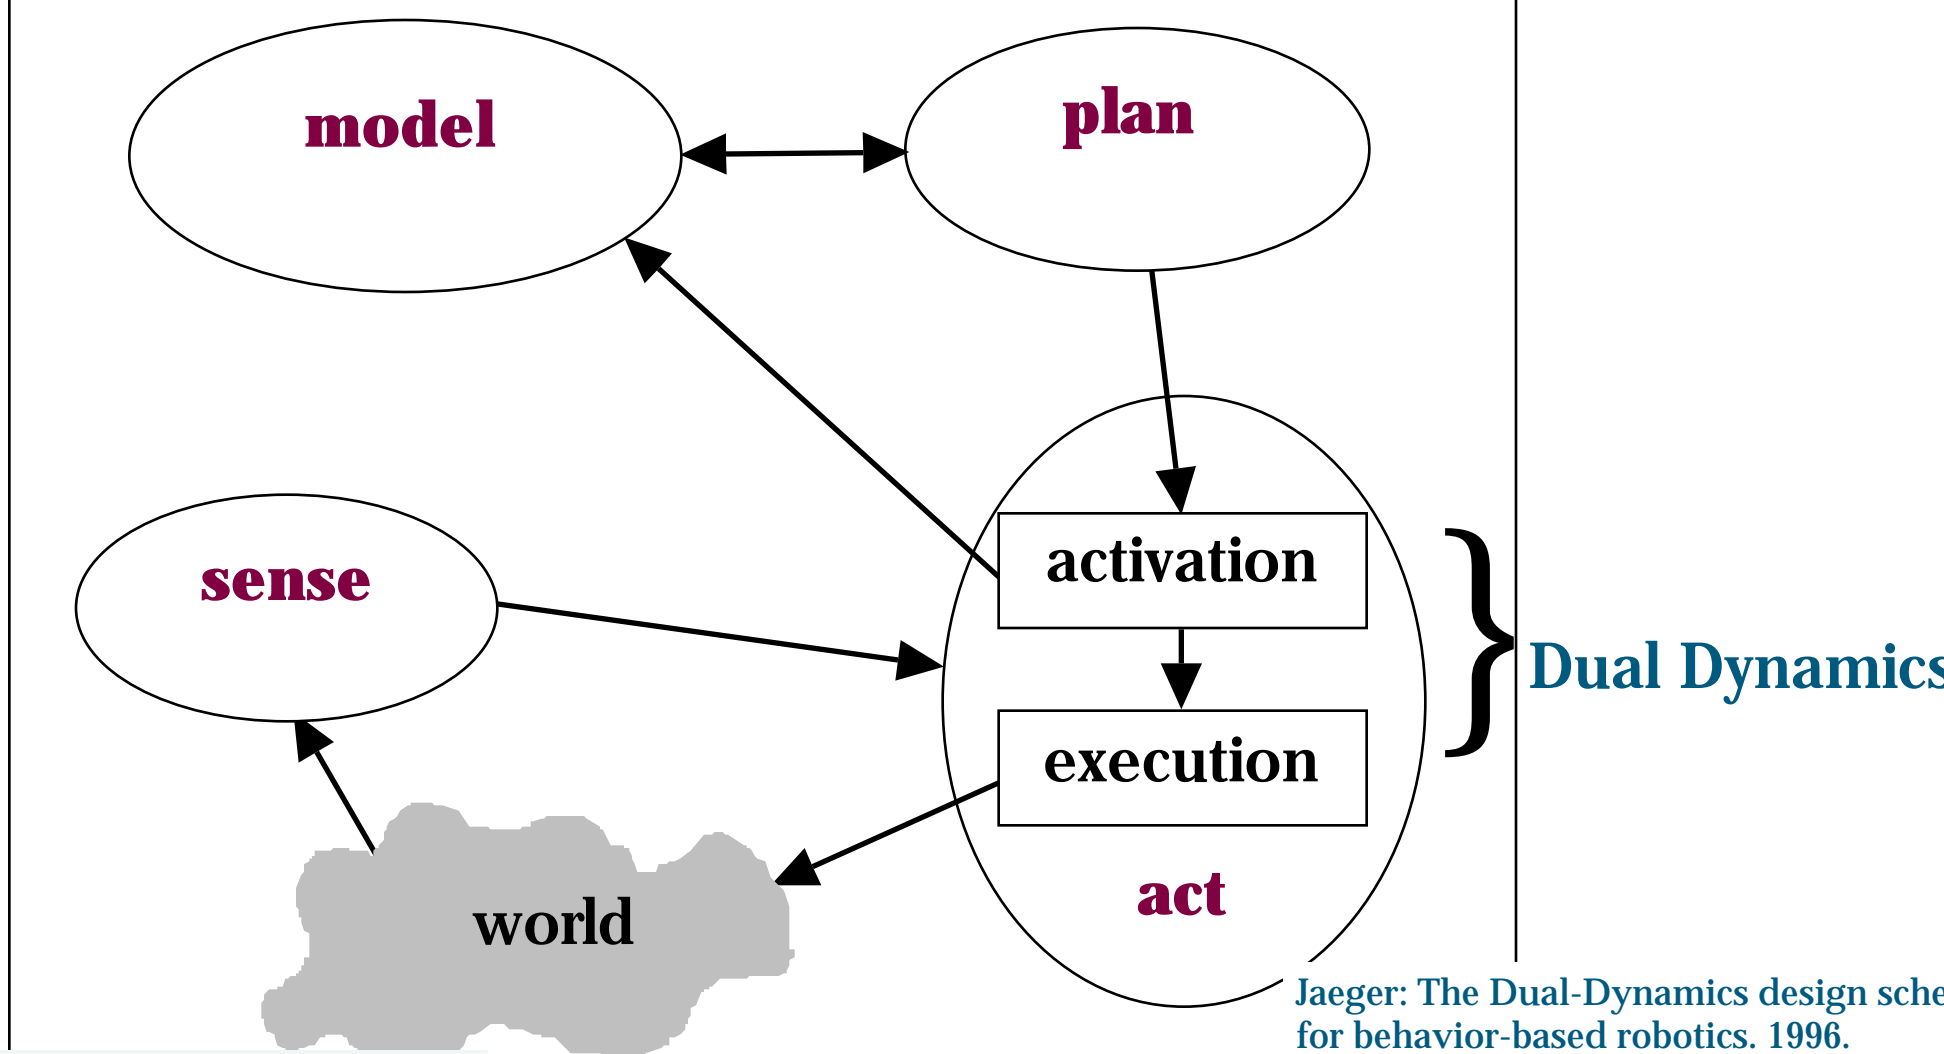 model
plan
activation
sense
Dual Dynamics
execution
act
world
Jaeger: The Dual-Dynamics design
for behavior-based robotics. 1996.